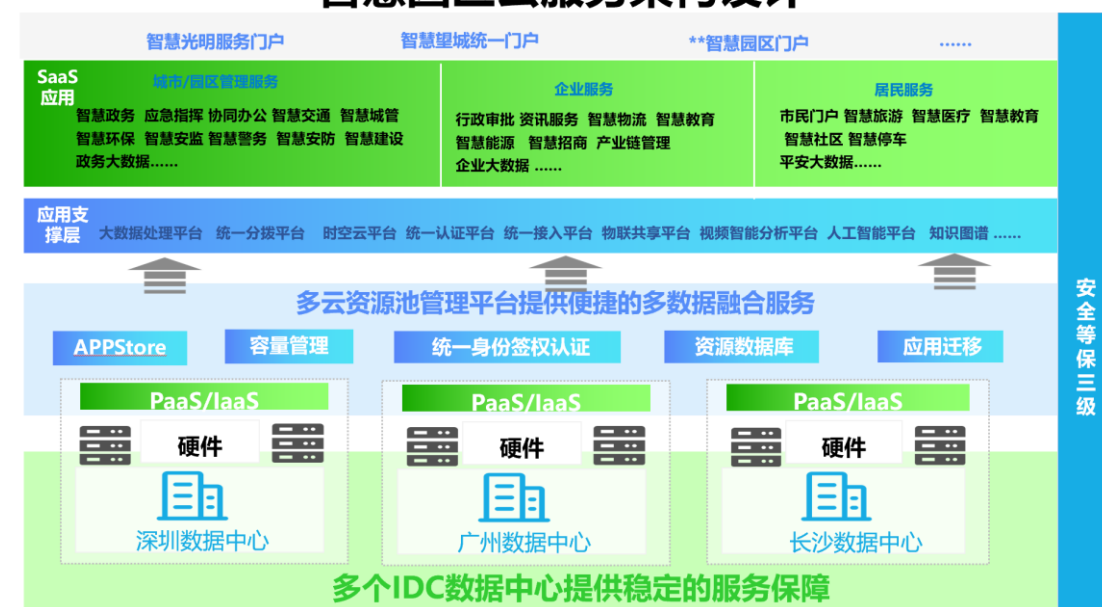 智慧园区云服务架构设计
智慧光明服务门户
智慧望城统一门户
**智慧园区门户
......
SaaS
应用
城市/园区管理服务
智慧政务 应急指挥 协同办公 智慧交通 智慧城管
智慧环保 智慧安监 智慧警务 智慧安防 智慧建设
政务大数据......
企业服务
行政审批 资讯服务 智慧物流 智慧教育
智慧能源 智慧招商 产业链管理
企业大数据 ......
居民服务
市民门户 智慧旅游 智慧医疗 智慧教育
智慧社区 智慧停车
平安大数据......
应用支
撑层
大数据处理平台 统一分拨平台 时空云平台 统一认证平台 统一接入平台 物联共享平台 视频智能分析平台 人工智能平台 知识图谱 ......
多云资源池管理平台提供便捷的多数据融合服务
APPStore
容量管理
统一身份签权认证
资源数据库
应用迁移
PaaS/IaaS
PaaS/IaaS
PaaS/IaaS
硬件
硬件
硬件
深圳数据中心
广州数据中心
长沙数据中心
多个IDC数据中心提供稳定的服务保障
安全等保三级